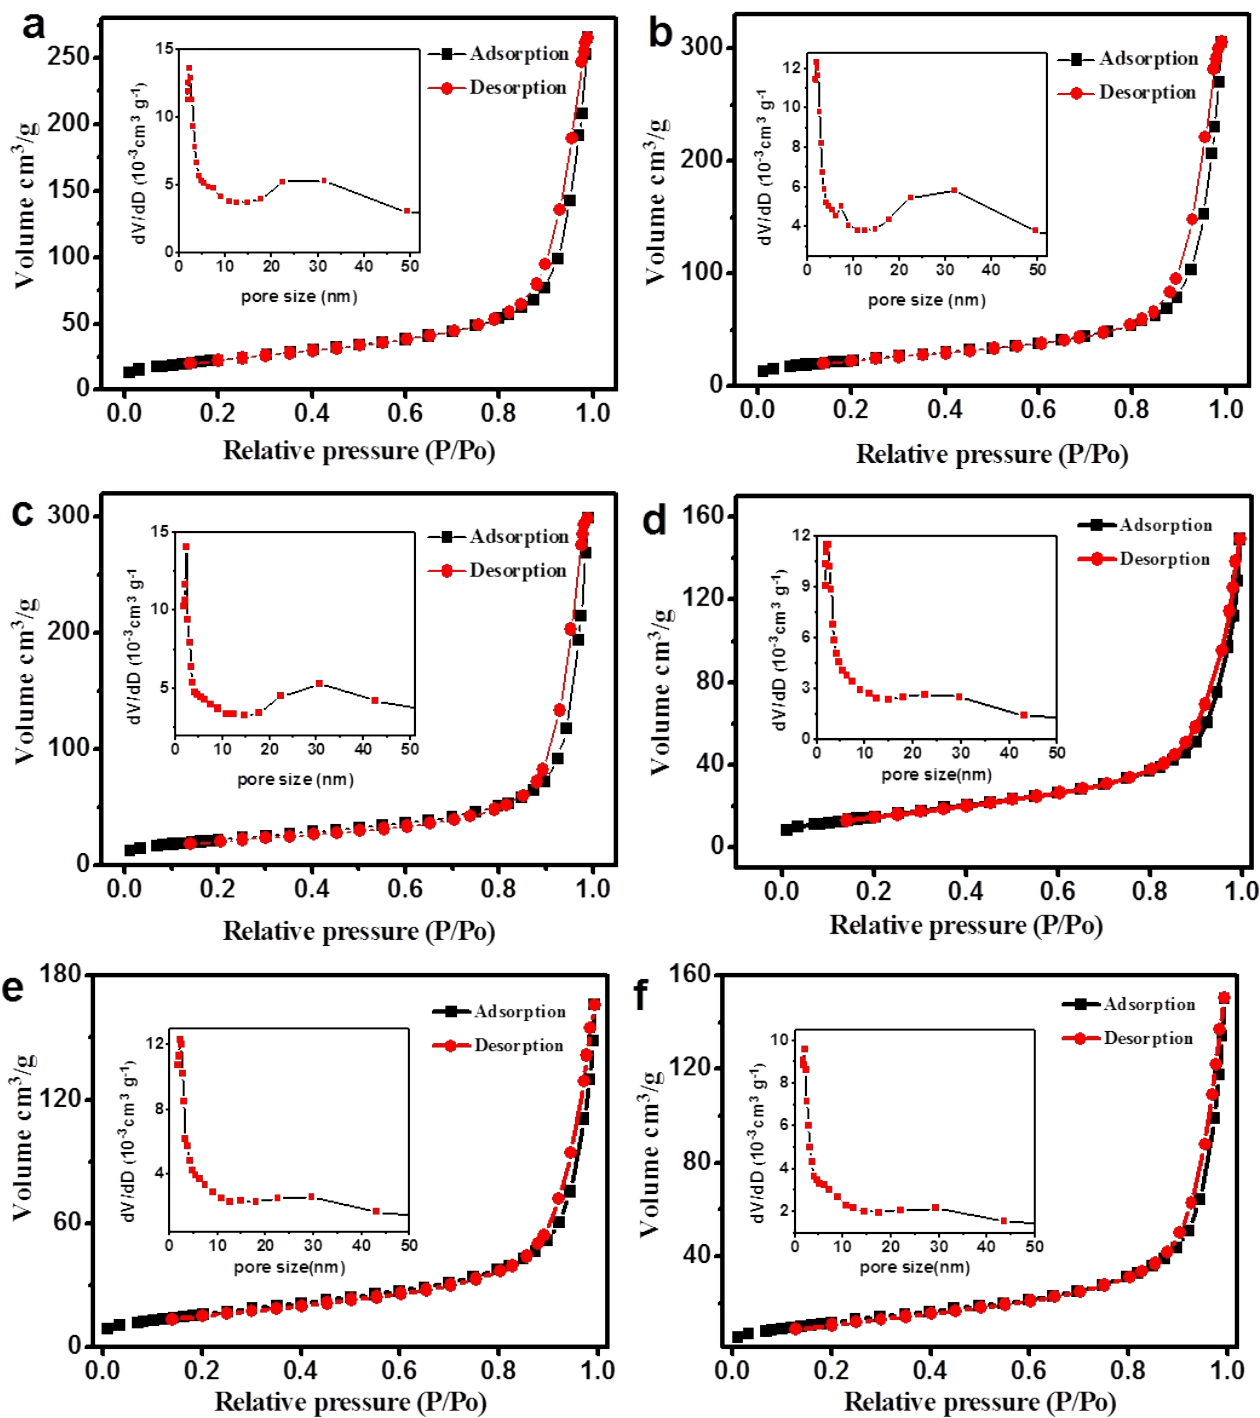 a
Volume cm³/g
250
200
150
100
50
0
0.0 0.2 0.4 0.6 0.8 1.0
Relative pressure (P/Po)
Adsorption
Desorption
dV/dD (10⁻³cm³ g⁻¹)
15
10
5
0
0 10 20 30 40 50
pore size (nm)
b
Volume cm³/g
300
200
100
0
0.0 0.2 0.4 0.6 0.8 1.0
Relative pressure (P/Po)
Adsorption
Desorption
dV/dD (10⁻³cm³ g⁻¹)
12
10
8
6
4
0 10 20 30 40 50
pore size (nm)
c
Volume cm³/g
300
200
100
0
0.0 0.2 0.4 0.6 0.8 1.0
Relative pressure (P/Po)
Adsorption
Desorption
dV/dD (10⁻³cm³ g⁻¹)
15
10
5
0 10 20 30 40 50
pore size (nm)
d
Volume cm³/g
160
120
80
40
0
0.0 0.2 0.4 0.6 0.8 1.0
Relative pressure (P/Po)
Adsorption
Desorption
dV/dD (10⁻³cm³ g⁻¹)
12
9
6
3
0
0 10 20 30 40 50
pore size(nm)
e
Volume cm³/g
180
120
60
0
0.0 0.2 0.4 0.6 0.8 1.0
Relative pressure (P/Po)
Adsorption
Desorption
dV/dD (10⁻³cm³ g⁻¹)
12
8
4
0 10 20 30 40 50
pore size(nm)
f
Volume cm³/g
160
120
80
40
0.0 0.2 0.4 0.6 0.8 1.0
Relative pressure (P/Po)
Adsorption
Desorption
dV/dD (10⁻³cm³ g⁻¹)
10
8
6
4
2
0 10 20 30 40 50
pore size(nm)